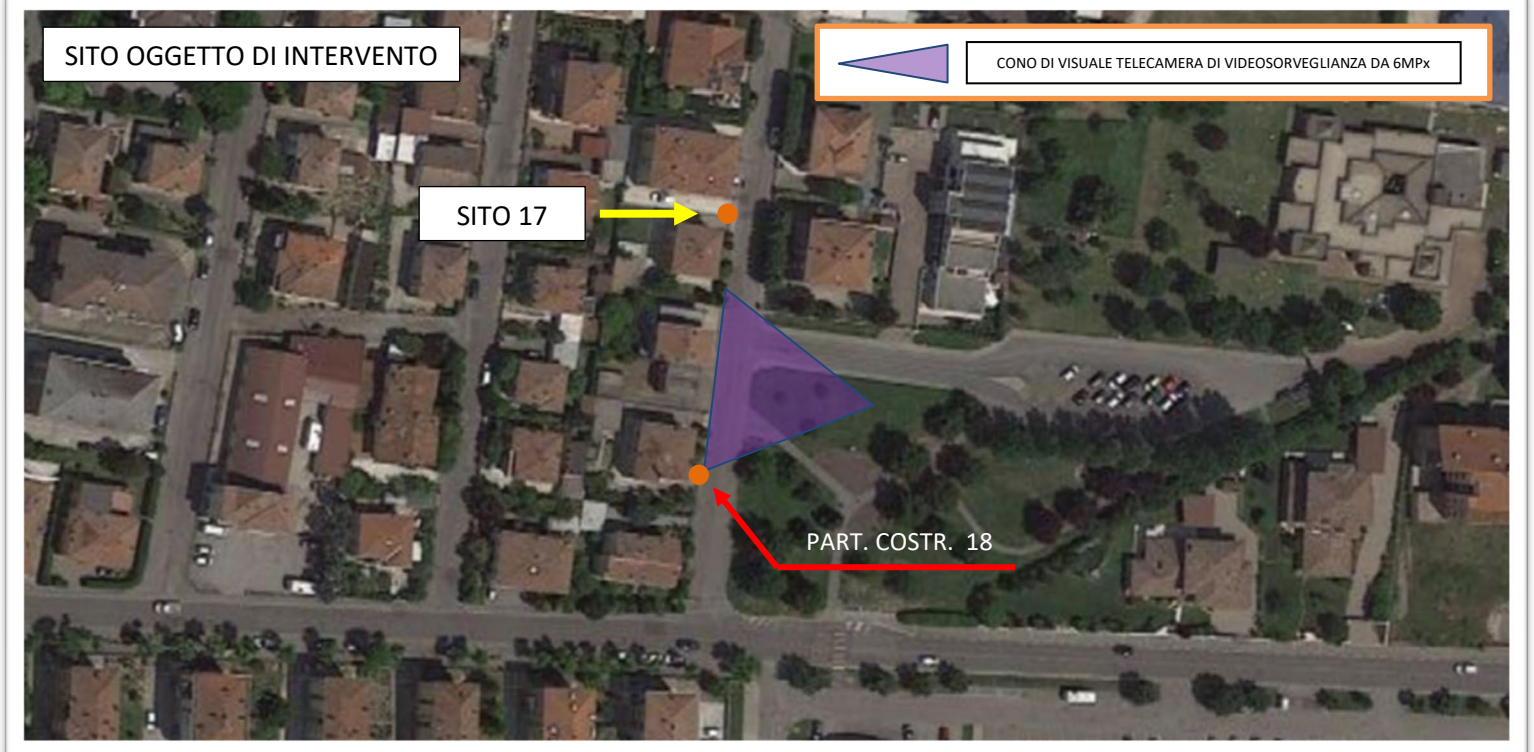 SITO OGGETTO DI INTERVENTO
CONO DI VISUALE TELECAMERA DI VIDEOSORVEGLIANZA DA 6MPx
SITO 17
PART. COSTR. 18